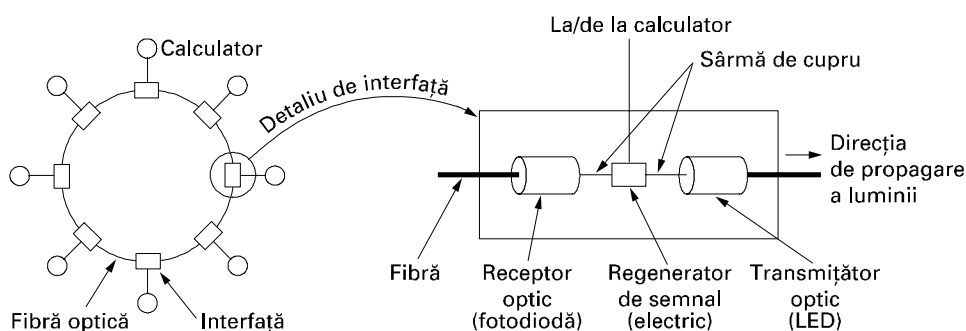 Calculator
Detaliu de interfață
Fibră optică
Interfață
La/de la calculator
Sârmă de cupru
Direcția
de propagare
a luminii
Fibră
Receptor
optic
(fotodiodă)
Regenerator
de semnal
(electric)
Transmițător
optic
(LED)